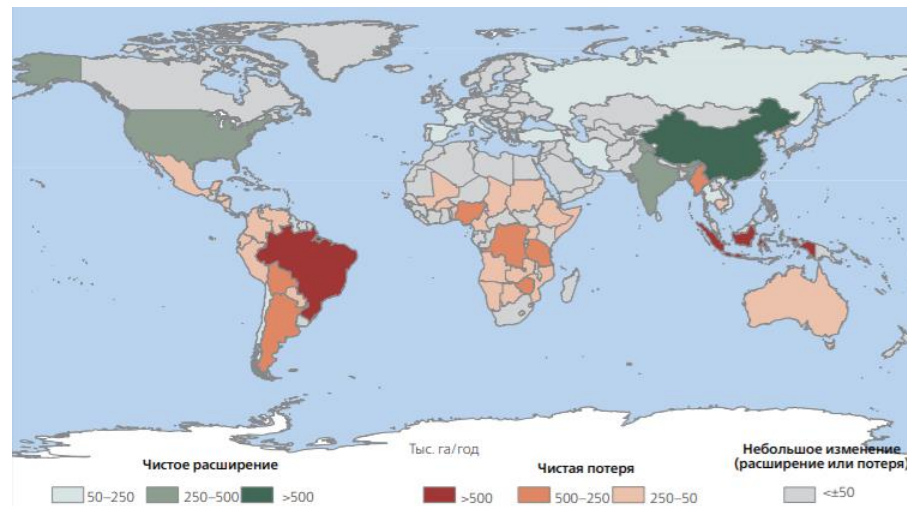 Тыс. га/год
Чистое расширение
50–250
250–500
>500
Чистая потеря
>500
500–250
250–50
Небольшое изменение
(расширение или потеря)
<±50